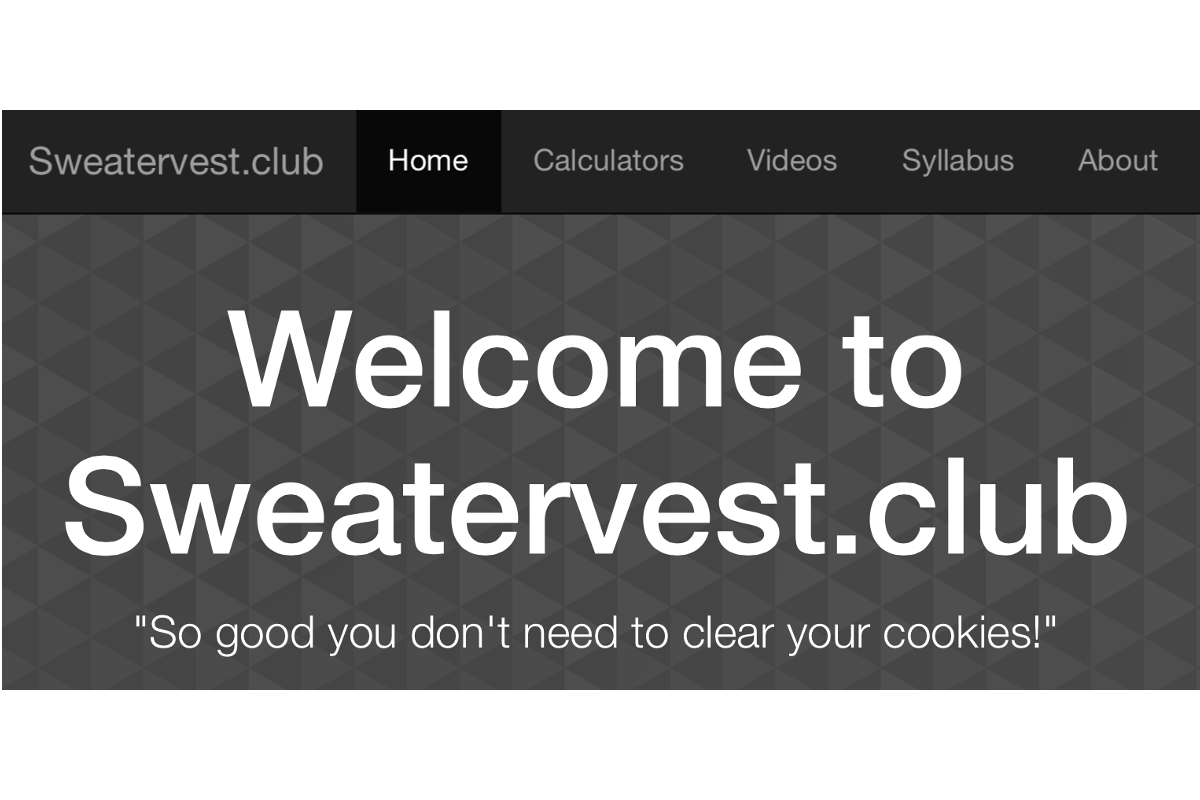 Sweatervest.club Home Calculators Videos Syllabus About
Welcome to
Sweatervest.club
"So good you don't need to clear your cookies!"